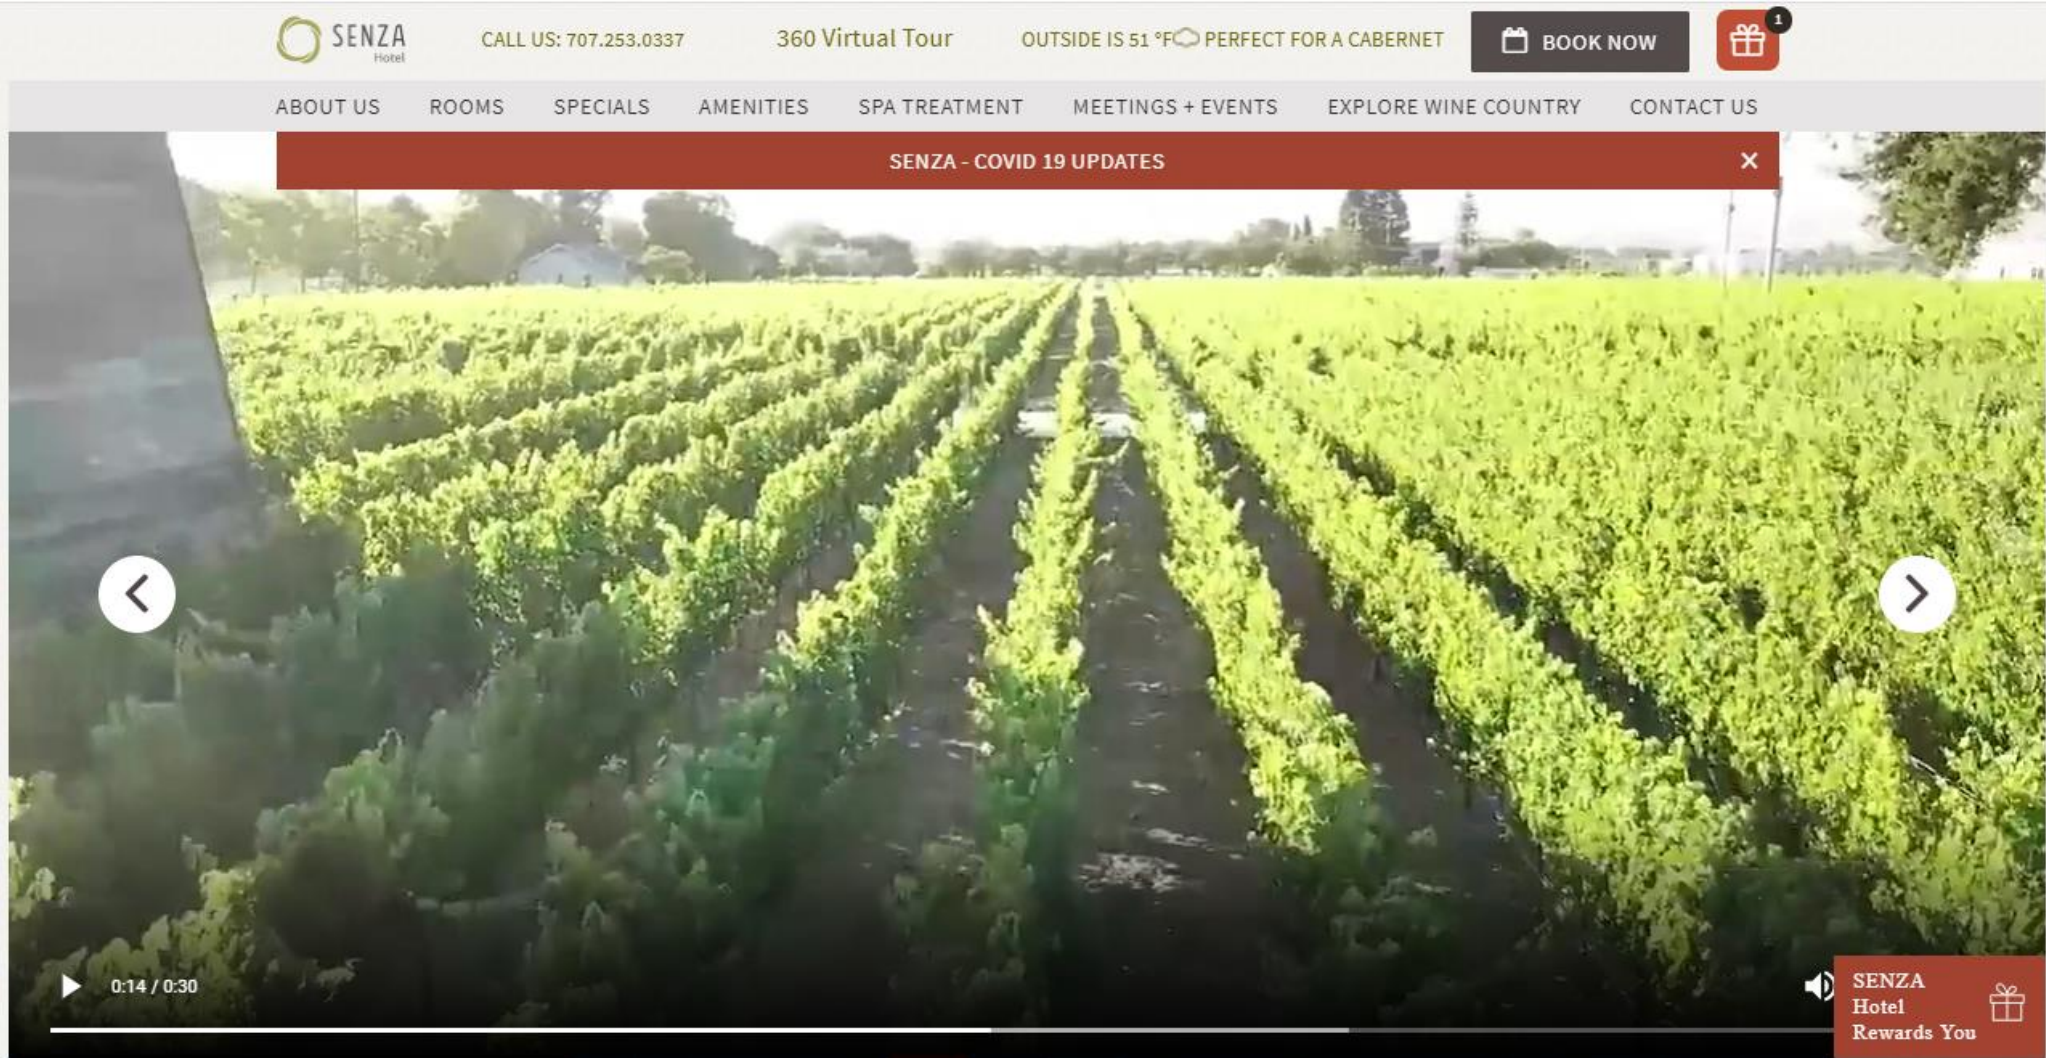 SENZA
Hotel
CALL US: 707.253.0337
360 Virtual Tour
OUTSIDE IS 51 °F PERFECT FOR A CABERNET
BOOK NOW
1
ABOUT US ROOMS SPECIALS AMENITIES SPA TREATMENT MEETINGS + EVENTS EXPLORE WINE COUNTRY CONTACT US
SENZA - COVID 19 UPDATES
0:14 / 0:30
SENZA
Hotel
Rewards You